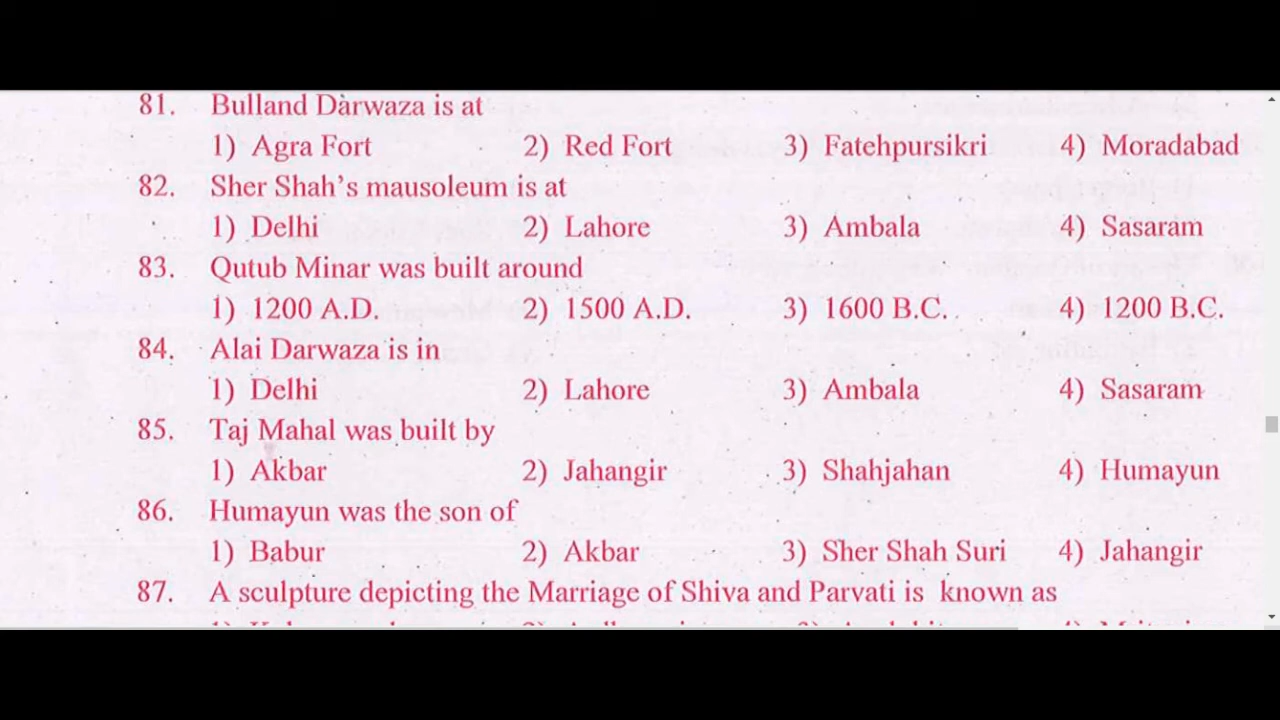 81. Bulland Darwaza is at
1) Agra Fort 2) Red Fort 3) Fatehpursikri 4) Moradabad
82. Sher Shah's mausoleum is at
1) Delhi 2) Lahore 3) Ambala 4) Sasaram
83. Qutub Minar was built around
1) 1200 A.D. 2) 1500 A.D. 3) 1600 B.C. 4) 1200 B.C.
84. Alai Darwaza is in
1) Delhi 2) Lahore 3) Ambala 4) Sasaram
85. Taj Mahal was built by
1) Akbar 2) Jahangir 3) Shahjahan 4) Humayun
86. Humayun was the son of
1) Babur 2) Akbar 3) Sher Shah Suri 4) Jahangir
87. A sculpture depicting the Marriage of Shiva and Parvati is known as